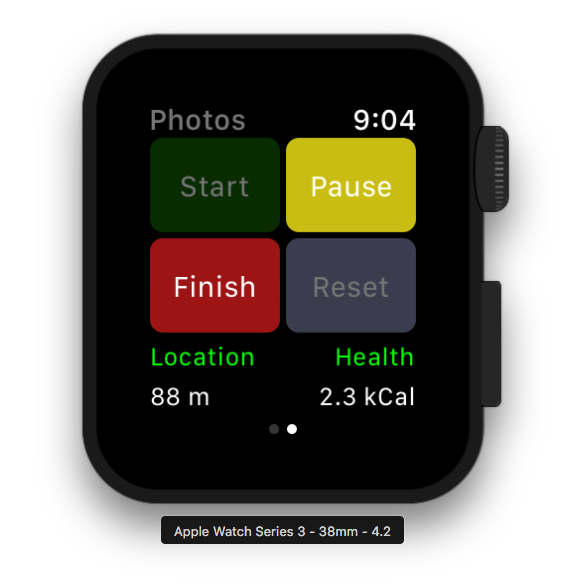 Photos 9:04
Start Pause
Finish Reset
Location Health
88 m 2.3 kCal
Apple Watch Series 3 - 38mm - 4.2